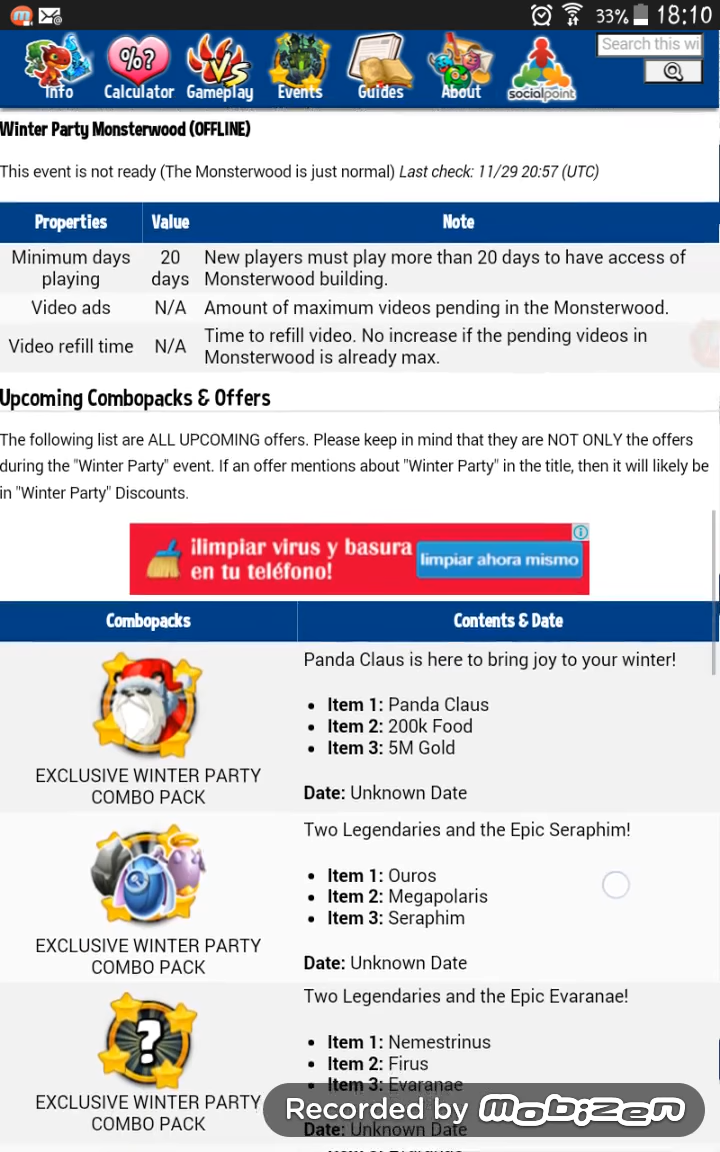 33% 18:10
Info Calculator Gameplay Events Guides About socialpoint
%?
VS
Search this wi
Winter Party Monsterwood (OFFLINE)
This event is not ready (The Monsterwood is just normal) Last check: 11/29 20:57 (UTC)
Properties Value Note
Minimum days playing 20 days New players must play more than 20 days to have access of
Monsterwood building.
Video ads N/A Amount of maximum videos pending in the Monsterwood.
Video refill time N/A Time to refill video. No increase if the pending videos in
Monsterwood is already max.
Upcoming Combopacks & Offers
The following list are ALL UPCOMING offers. Please keep in mind that they are NOT ONLY the offers
during the "Winter Party" event. If an offer mentions about "Winter Party" in the title, then it will likely be
in "Winter Party" Discounts.
¡limpiar virus y basura
en tu teléfono!
limpiar ahora mismo
Combopacks Contents & Date
Panda Claus is here to bring joy to your winter!
Item 1: Panda Claus
Item 2: 200k Food
Item 3: 5M Gold
Date: Unknown Date
EXCLUSIVE WINTER PARTY
COMBO PACK
Two Legendaries and the Epic Seraphim!
Item 1: Ouros
Item 2: Megapolaris
Item 3: Seraphim
Date: Unknown Date
EXCLUSIVE WINTER PARTY
COMBO PACK
Two Legendaries and the Epic Evaranae!
Item 1: Nemestrinus
Item 2: Firus
Item 3: Evaranae
Date: Unknown Date
?
EXCLUSIVE WINTER PARTY
COMBO PACK
Recorded by mobizen